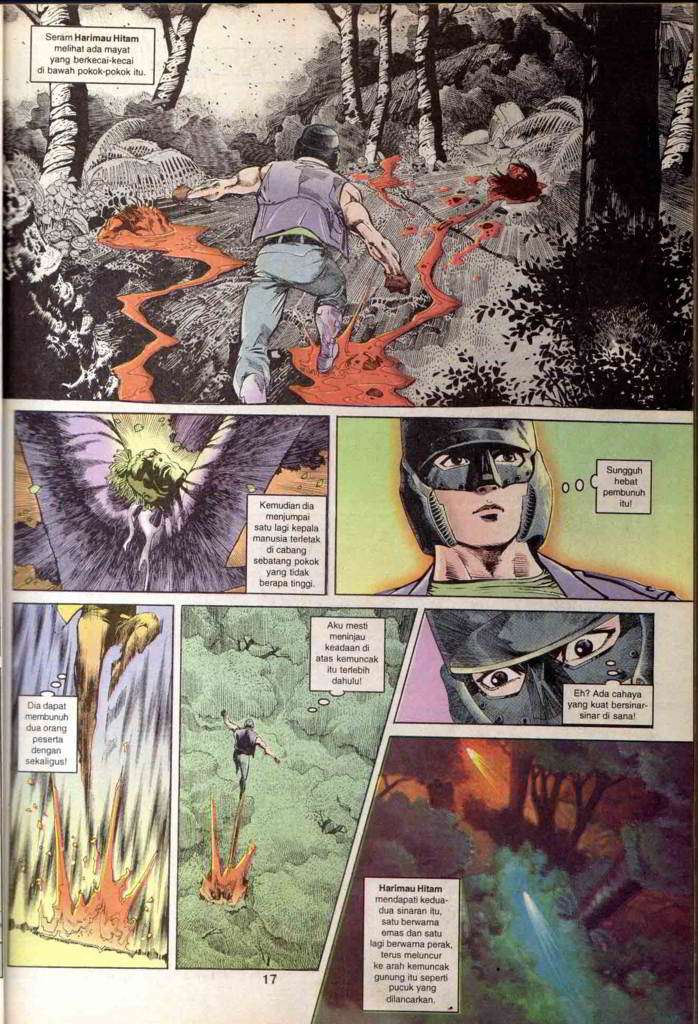 Seram Harimau Hitam
melihat ada mayat
yang berkecai-kecai
di bawah pokok-pokok itu.
Kemudian dia
menjumpai
satu lagi kepala
manusia terletak
di cabang
sebatang pokok
yang tidak
berapa tinggi.
Sungguh
hebat
pembunuh
itu!
Dia dapat
membunuh
dua orang
peserta
dengan
sekaligus!
Aku mesti
meninjau
keadaan di
atas kemuncak
itu terlebih
dahulu!
Eh? Ada cahaya
yang kuat bersinar-
sinar di sana!
Harimau Hitam
mendapati kedua-
dua sinaran itu,
satu berwarna
emas dan satu
lagi berwarna perak,
terus meluncur
ke arah kemuncak
gunung itu seperti
pucuk yang
dilancarkan.
17